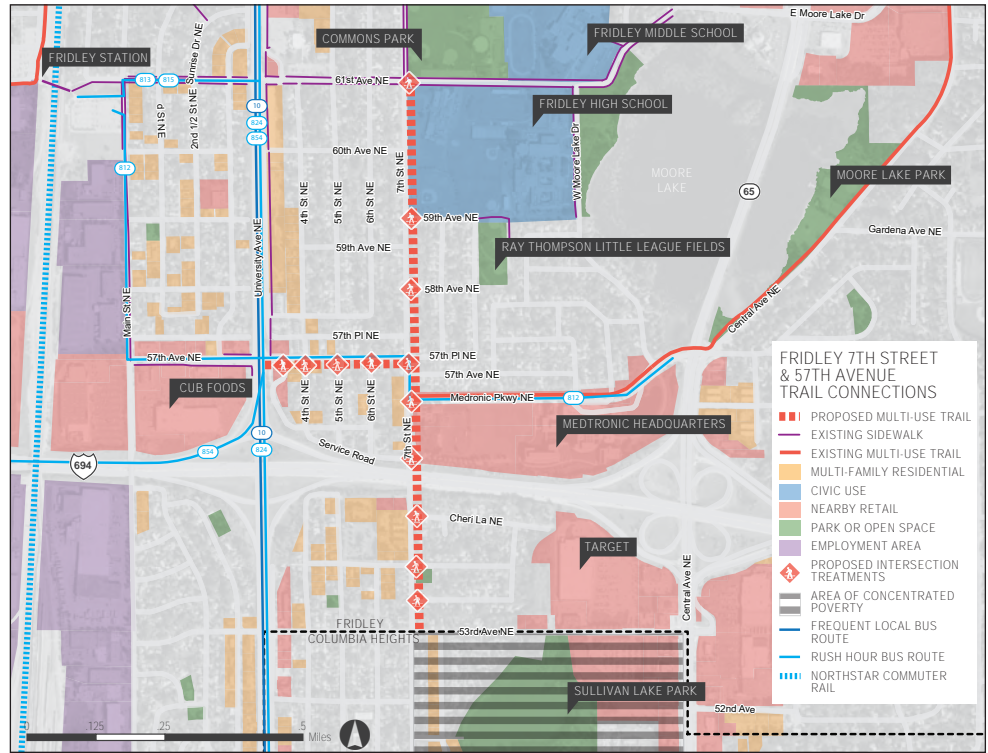 E Moore Lake Dr
COMMONS PARK
FRIDLEY MIDDLE SCHOOL
FRIDLEY STATION
2nd 1/2 St NE
Sunrise Dr NE
61st Ave NE
813
815
10
824
854
P St NE
FRIDLEY HIGH SCHOOL
60th Ave NE
7th St NE
W Moore Lake Dr
812
4th St NE
5th St NE
6th St NE
MOORE
LAKE
65
MOORE LAKE PARK
59th Ave NE
Gardena Ave NE
59th Ave NE
RAY THOMPSON LITTLE LEAGUE FIELDS
University Ave NE
58th Ave NE
Main St NE
Central Ave NE
57th Pl NE
57th Ave NE
57th Pl NE
57th Ave NE
CUB FOODS
4th St NE
5th St NE
6th St NE
Medronic Pkwy NE
812
MEDTRONIC HEADQUARTERS
10
824
854
694
Service Road
7th St NE
Cheri La NE
TARGET
Central Ave NE
FRIDLEY
COLUMBIA HEIGHTS
53rd Ave NE
SULLIVAN LAKE PARK
52nd Ave
0 .125 .25 .5
Miles
FRIDLEY 7TH STREET
& 57TH AVENUE
TRAIL CONNECTIONS
PROPOSED MULTI-USE TRAIL
EXISTING SIDEWALK
EXISTING MULTI-USE TRAIL
MULTI-FAMILY RESIDENTIAL
CIVIC USE
NEARBY RETAIL
PARK OR OPEN SPACE
EMPLOYMENT AREA
PROPOSED INTERSECTION
TREATMENTS
AREA OF CONCENTRATED
POVERTY
FREQUENT LOCAL BUS
ROUTE
RUSH HOUR BUS ROUTE
NORTHSTAR COMMUTER
RAIL